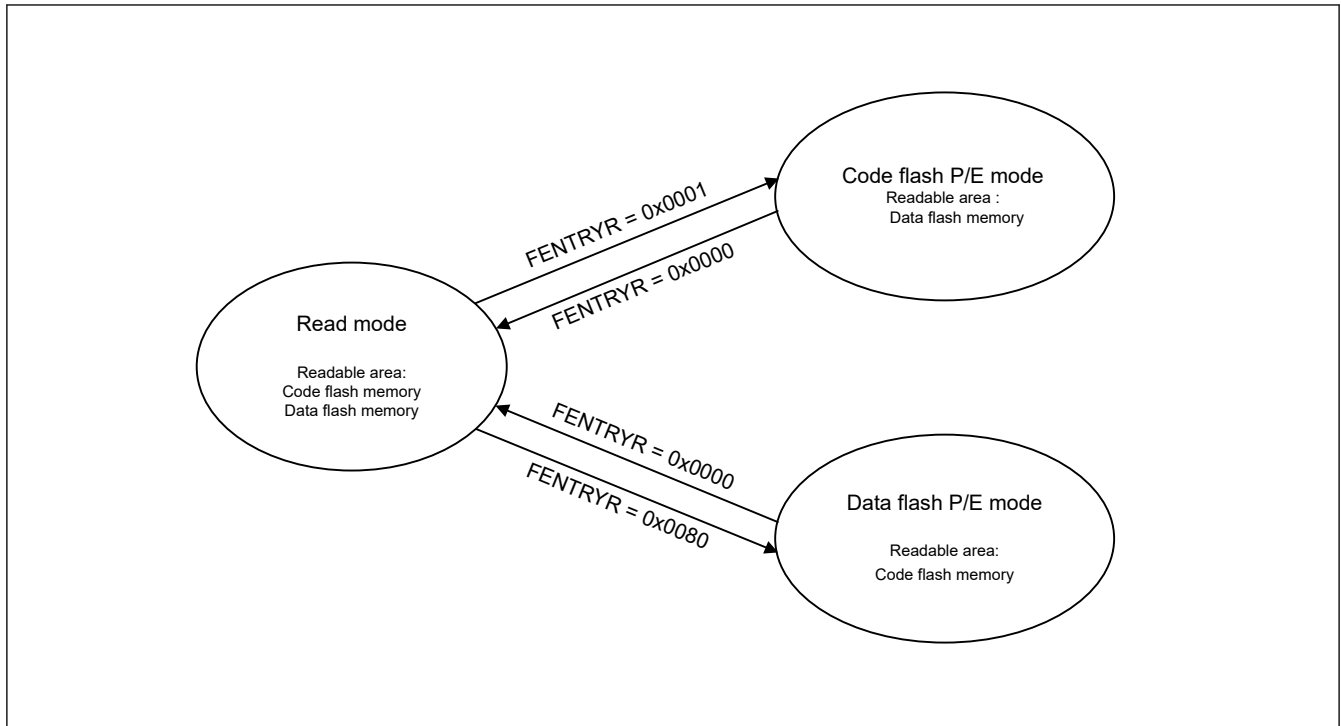 Code flash P/E mode
Readable area :
Data flash memory
FENTRYR = 0x0001
FENTRYR = 0x0000
Read mode
Readable area:
Code flash memory
Data flash memory
FENTRYR = 0x0000
FENTRYR = 0x0080
Data flash P/E mode
Readable area:
Code flash memory